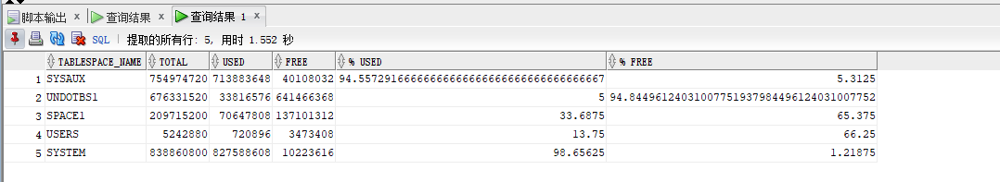 脚本输出 × 查询结果 × 查询结果 1 ×
SQL | 提取的所有行: 5, 用时 1.552 秒
TABLESPACE_NAME TOTAL USED FREE % USED % FREE
1 SYSAUX 754974720 713883648 40108032 94.5572916666666666666666666666666666667 5.3125
2 UNDOTBS1 676331520 33816576 641466368 5 94.8449612403100775193798449612403100775​2
3 SPACE1 209715200 70647808 137101312 33.6875 65.375
4 USERS 5242880 720896 3473408 13.75 66.25
5 SYSTEM 838860800 827588608 10223616 98.65625 1.21875